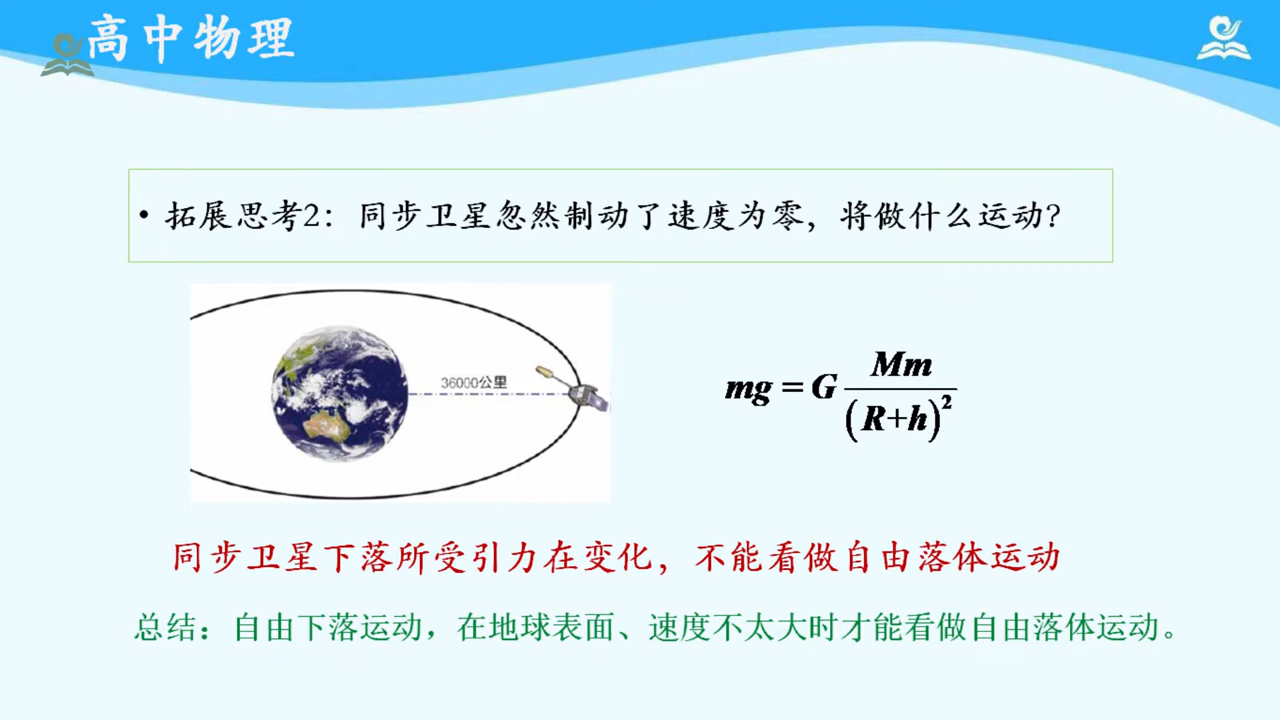 高中物理
• 拓展思考2：同步卫星忽然制动了速度为零，将做什么运动？
36000公里
mg = G Mm / (R+h)²
同步卫星下落所受引力在变化，不能看做自由落体运动
总结：自由下落运动，在地球表面、速度不太大时才能看做自由落体运动。